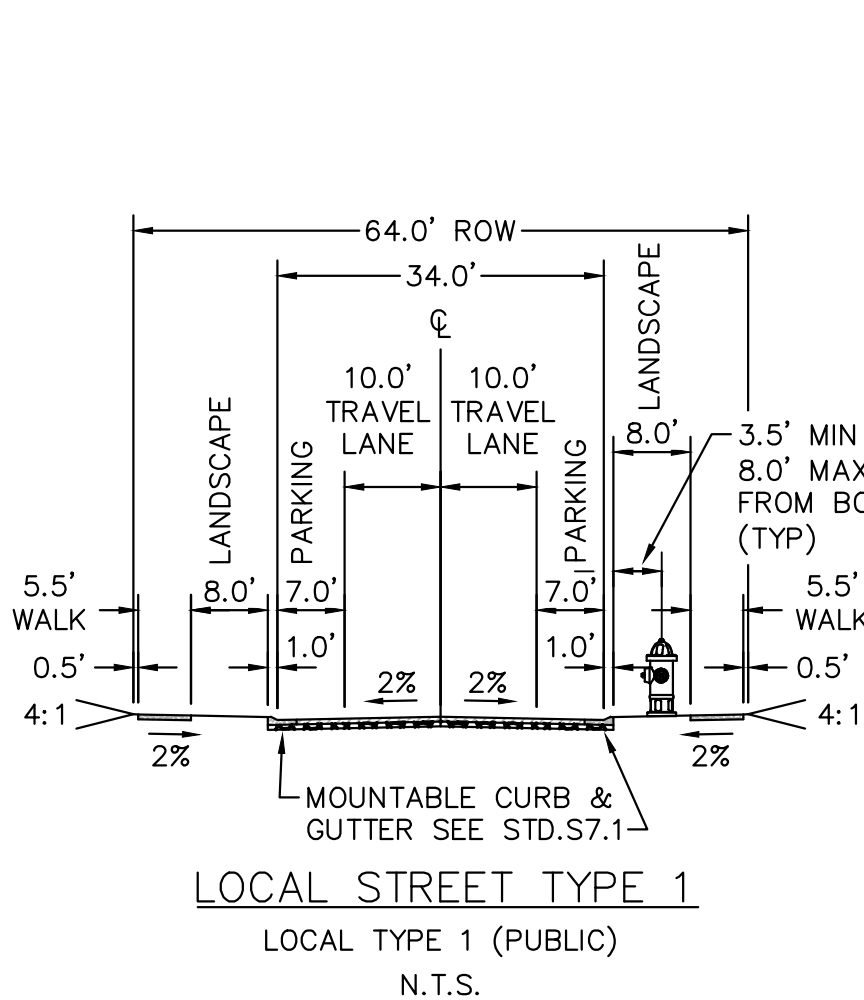 64.0' ROW
34.0'
℄
LANDSCAPE
10.0'
TRAVEL
LANE
10.0'
TRAVEL
LANE
LANDSCAPE
PARKING
PARKING
8.0'
3.5' MIN
8.0' MAX
FROM
(TYP)
5.5'
WALK
8.0'
7.0'
7.0'
5.5'
WALK
0.5'
1.0'
1.0'
0.5'
4:1
2%
2%
4:1
2%
2%
MOUNTABLE CURB &
GUTTER SEE STD.S7.1
LOCAL STREET TYPE 1
LOCAL TYPE 1 (PUBLIC)
N.T.S.